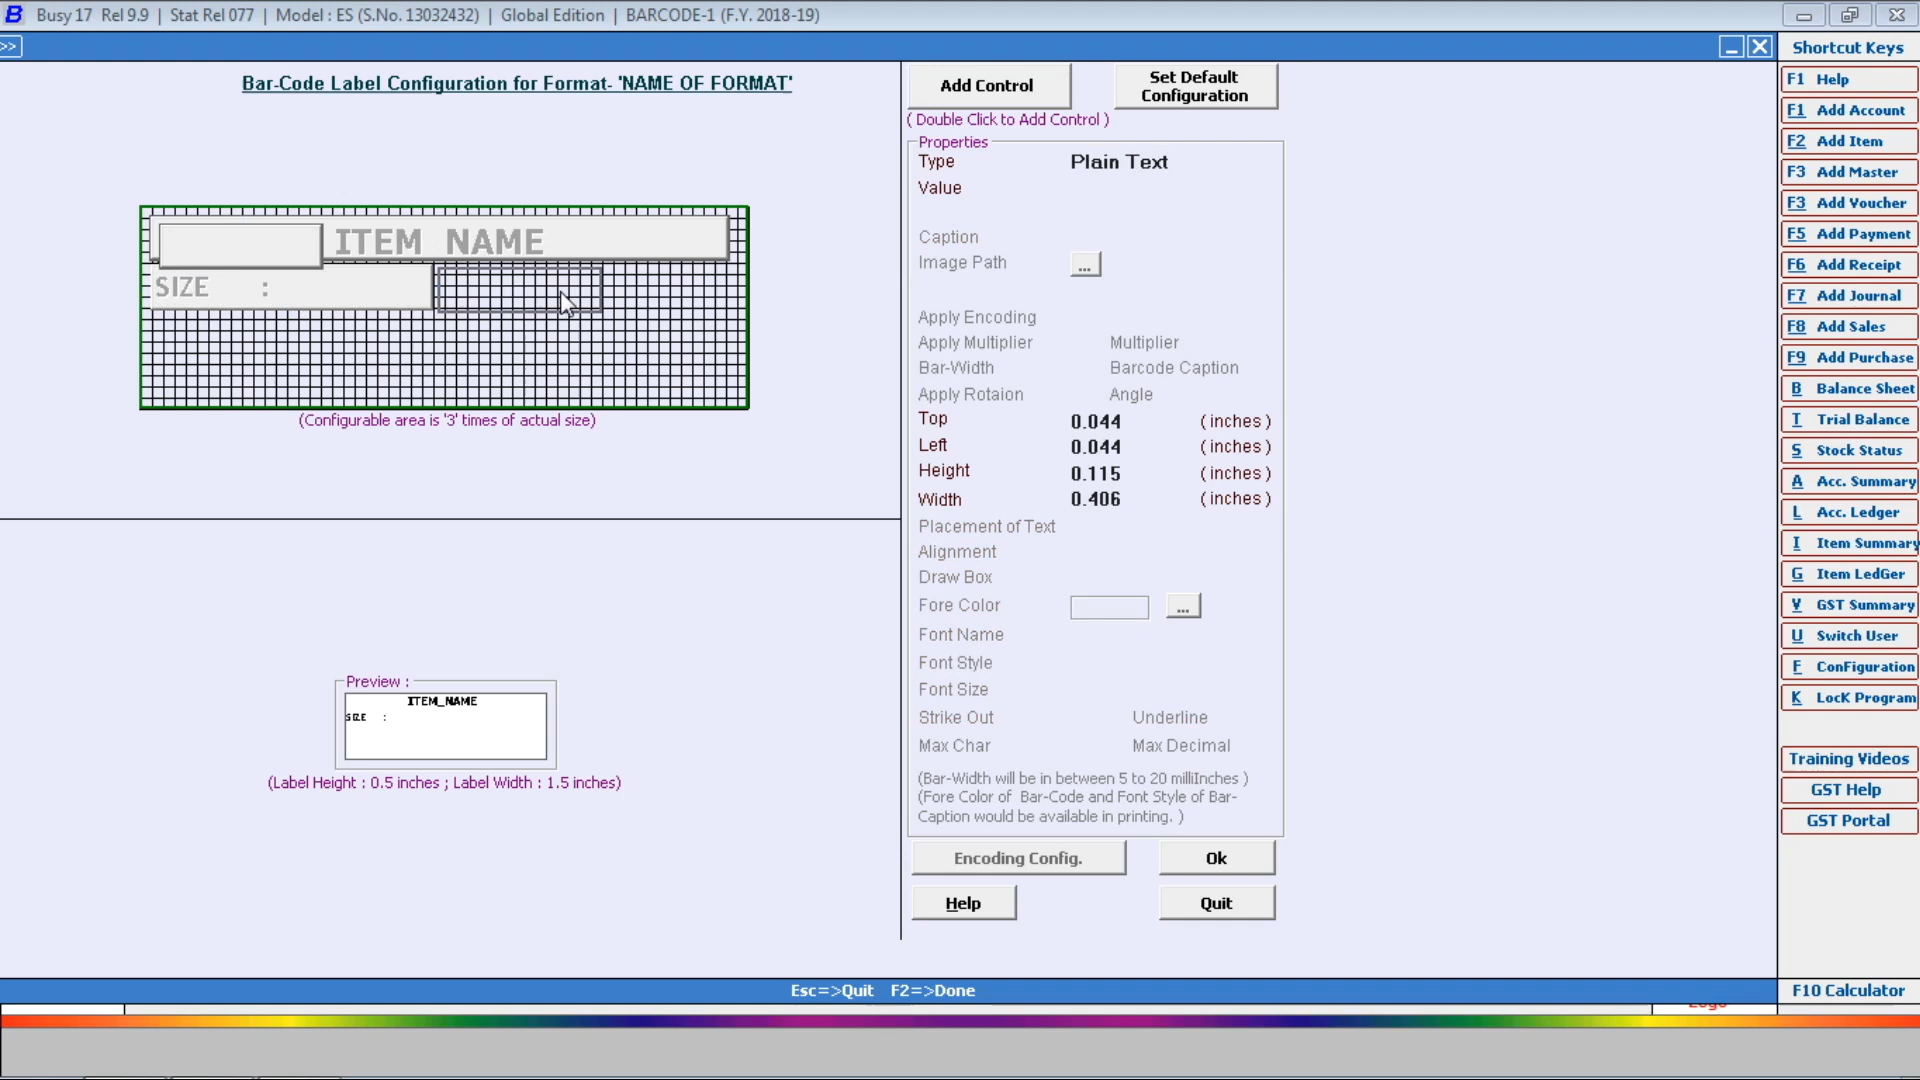 B Busy 17 Rel 9.9 | Stat Rel 077 | Model : ES (S.No. 13032432) | Global Edition | BARCODE-1 (F.Y. 2018-19)
>>
Bar-Code Label Configuration for Format- 'NAME OF FORMAT'
ITEM_NAME
SIZE :
(Configurable area is '3' times of actual size)
Preview :
ITEM_NAME
SIZE :
(Label Height : 0.5 inches ; Label Width : 1.5 inches)
Add Control
Set Default
Configuration
( Double Click to Add Control )
Properties
Type Plain Text
Value
Caption
Image Path ...
Apply Encoding
Apply Multiplier Multiplier
Bar-Width Barcode Caption
Apply Rotaion Angle
Top 0.044 ( inches )
Left 0.044 ( inches )
Height 0.115 ( inches )
Width 0.406 ( inches )
Placement of Text
Alignment
Draw Box
Fore Color ...
Font Name
Font Style
Font Size
Strike Out Underline
Max Char Max Decimal
(Bar-Width will be in between 5 to 20 milliInches )
(Fore Color of Bar-Code and Font Style of Bar-
Caption would be available in printing. )
Encoding Config. Ok
Help Quit
Shortcut Keys
F1 Help
F1 Add Account
F2 Add Item
F3 Add Master
F3 Add Voucher
F5 Add Payment
F6 Add Receipt
F7 Add Journal
F8 Add Sales
F9 Add Purchase
B Balance Sheet
T Trial Balance
S Stock Status
A Acc. Summary
L Acc. Ledger
I Item Summary
G Item LedGer
Y GST Summary
U Switch User
F ConFiguration
K LocK Program
Training Videos
GST Help
GST Portal
Esc=>Quit F2=>Done
F10 Calculator